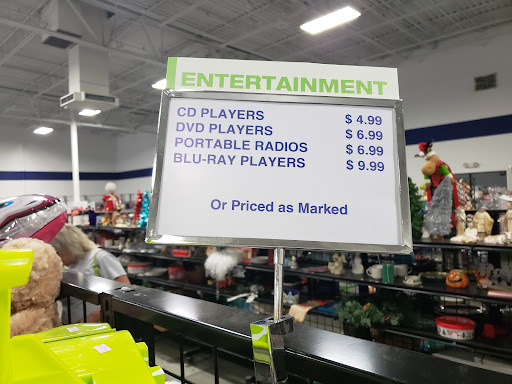 ENTERTAINMENT
CD PLAYERS $ 4.99
DVD PLAYERS $ 6.99
PORTABLE RADIOS $ 6.99
BLU-RAY PLAYERS $ 9.99
Or Priced as Marked